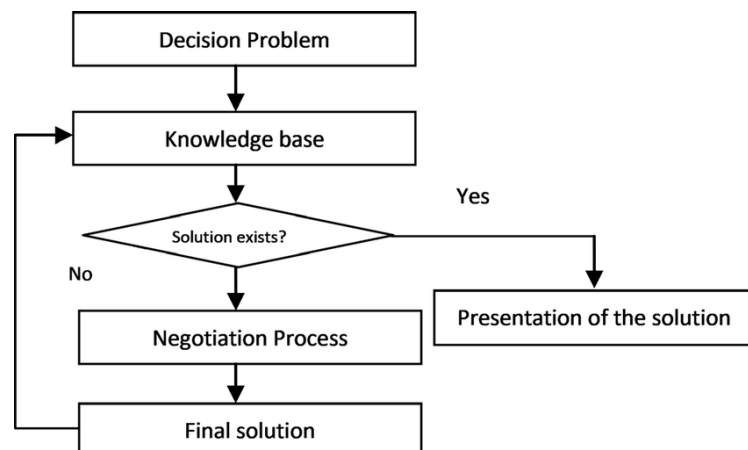 Decision Problem
Knowledge base
Yes
Solution exists?
No
Presentation of the solution
Negotiation Process
Final solution